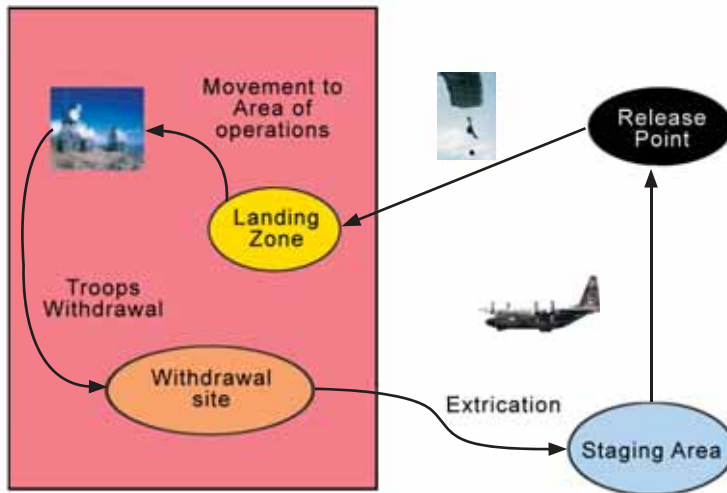 Movement to
Area of
operations
Release
Point
Landing
Zone
Troops
Withdrawal
Withdrawal
site
Extrication
Staging Area